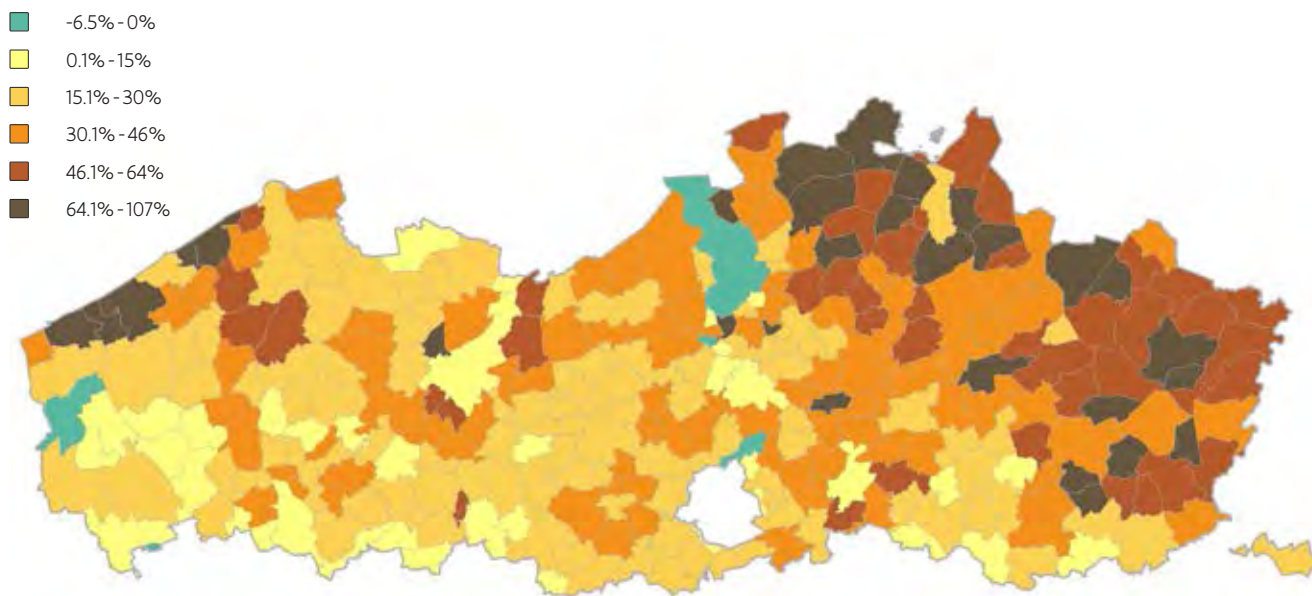 -6.5% - 0%
0.1% - 15%
15.1% - 30%
30.1% - 46%
46.1% - 64%
64.1% - 107%